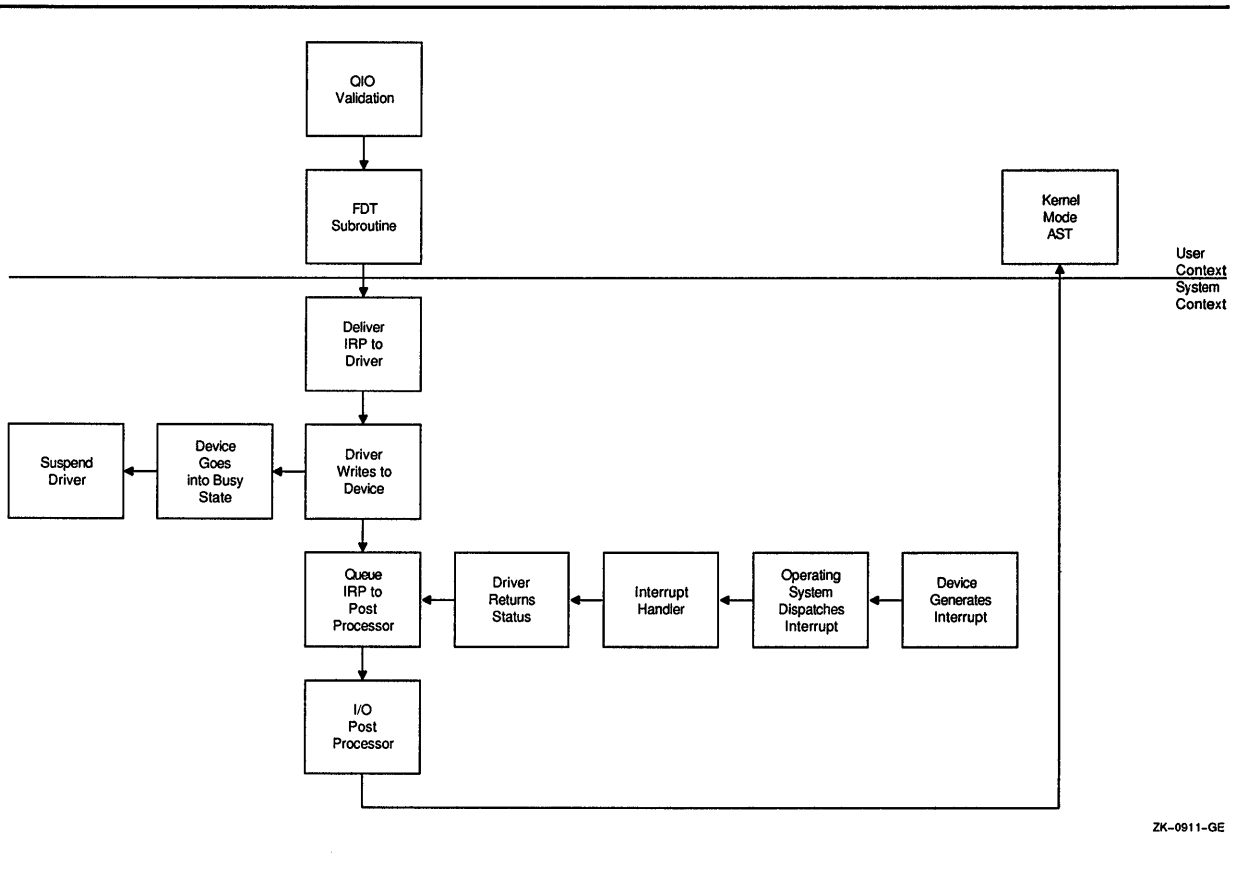 QIO
Validation
FDT
Subroutine
Kernel
Mode
AST
User
Context
System
Context
Deliver
IRP to
Driver
Suspend
Driver
Device
Goes
into Busy
State
Driver
Writes to
Device
Queue
IRP to
Post
Processor
Driver
Returns
Status
Interrupt
Handler
Operating
System
Dispatches
Interrupt
Device
Generates
Interrupt
I/O
Post
Processor
ZK-0911-GE